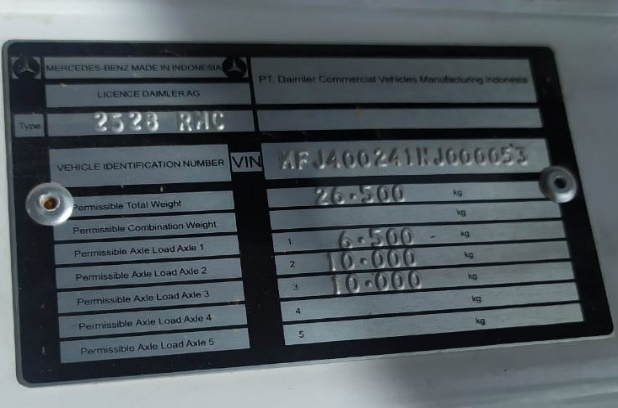 MERCEDES-BENZ MADE IN INDONESIA
PT. Daimler Commercial Vehicles Manufacturing Indonesia
LICENCE DAIMLER AG
Type 2528 RMC
VEHICLE IDENTIFICATION NUMBER VIN MFJ400241KJ000053
Permissible Total Weight 26.500 kg
Permissible Combination Weight kg
Permissible Axle Load Axle 1 1 6.500 - kg
Permissible Axle Load Axle 2 2 10.000 kg
Permissible Axle Load Axle 3 3 10.000
Permissible Axle Load Axle 4 4 kg
Permissible Axle Load Axle 5 5 kg